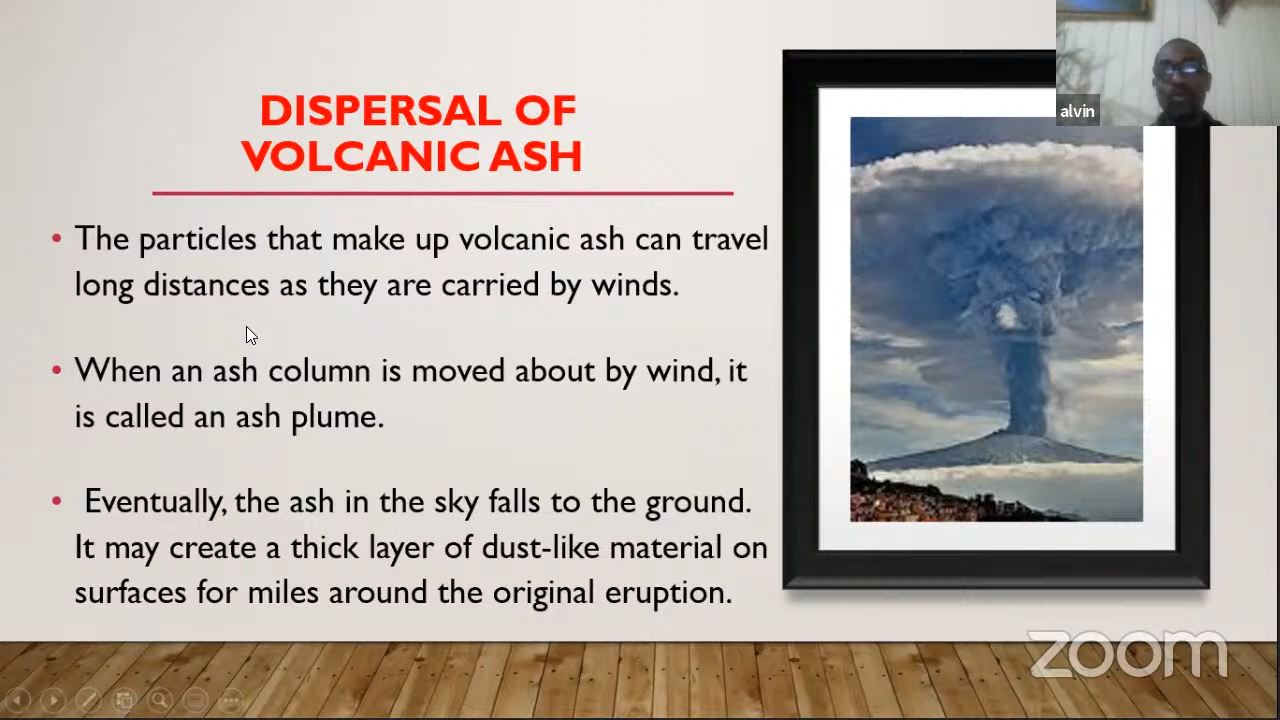 DISPERSAL OF
VOLCANIC ASH
• The particles that make up volcanic ash can travel
long distances as they are carried by winds.
• When an ash column is moved about by wind, it
is called an ash plume.
• Eventually, the ash in the sky falls to the ground.
It may create a thick layer of dust-like material on
surfaces for miles around the original eruption.
alvin
zoom